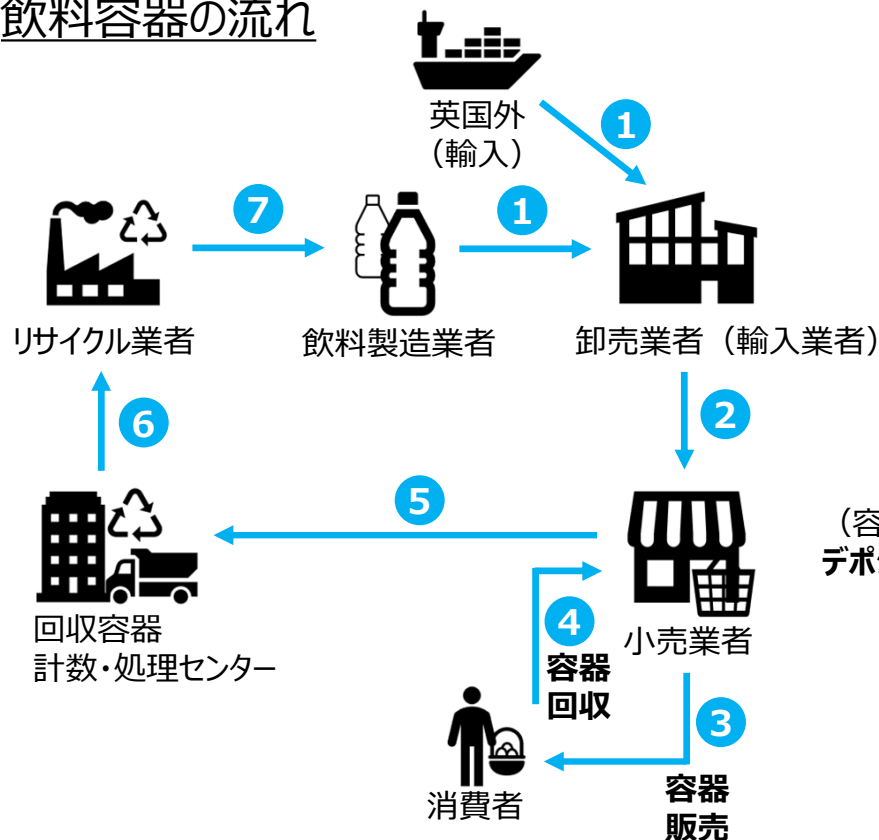 飲料容器の流れ
英国外
（輸入）
1
7
1
リサイクル業者
飲料製造業者
卸売業者（輸入業者）
6
2
5
（容
デポ
4
小売業者
回収容器
計数・処理センター
容器
回収
3
消費者
容器
販売